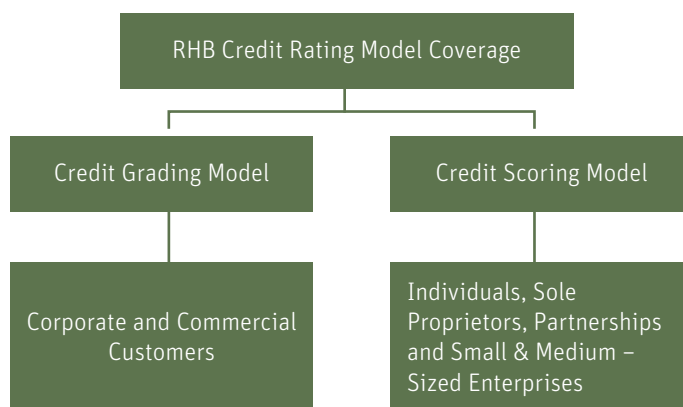 RHB Credit Rating Model Coverage
Credit Grading Model
Credit Scoring Model
Corporate and Commercial
Customers
Individuals, Sole
Proprietors, Partnerships
and Small & Medium –
Sized Enterprises